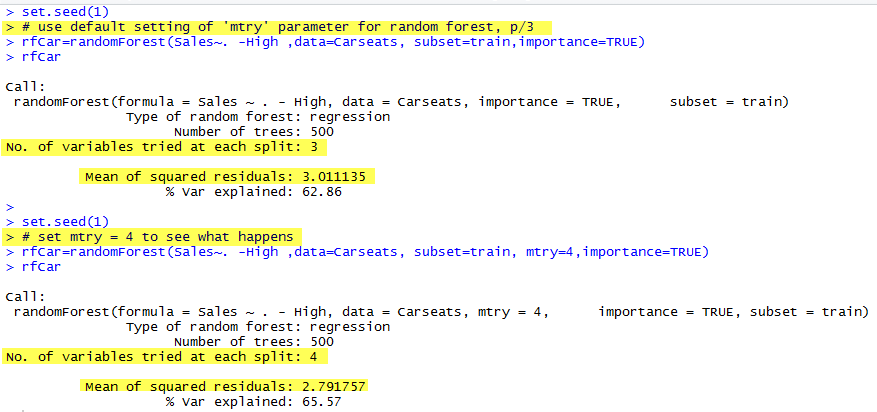 > set.seed(1)
> # use default setting of 'mtry' parameter for random forest, p/3
> rfCar=randomForest(Sales~. -High ,data=Carseats, subset=train,importance=TRUE)
> rfCar
Call:
randomForest(formula = Sales ~ . - High, data = Carseats, importance = TRUE,      subset = train)
Type of random forest: regression
Number of trees: 500
No. of variables tried at each split: 3
Mean of squared residuals: 3.011135
% Var explained: 62.86
>
> set.seed(1)
> # set mtry = 4 to see what happens
> rfCar=randomForest(Sales~. -High ,data=Carseats, subset=train, mtry=4,importance=TRUE)
> rfCar
Call:
randomForest(formula = Sales ~ . - High, data = Carseats, mtry = 4,      importance = TRUE, subset = train)
Type of random forest: regression
Number of trees: 500
No. of variables tried at each split: 4
Mean of squared residuals: 2.791757
% Var explained: 65.57